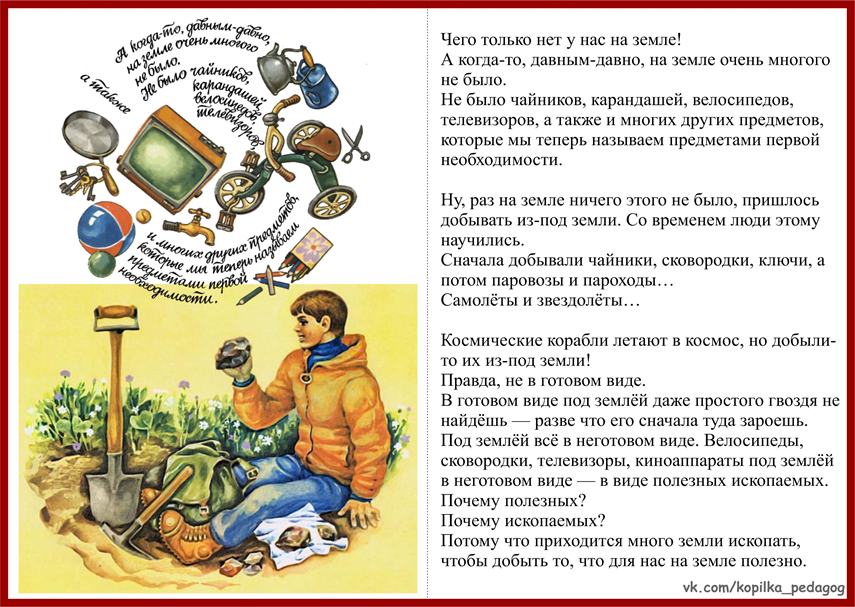 А когда-то, давным-давно,
на земле очень многого
не было.
Не было чайников,
карандашей,
велосипедов,
телевизоров,
а также
и многих других предметов,
которые мы теперь называем
предметами первой
необходимости.
Чего только нет у нас на земле!
А когда-то, давным-давно, на земле очень многого
не было.
Не было чайников, карандашей, велосипедов,
телевизоров, а также и многих других предметов,
которые мы теперь называем предметами первой
необходимости.
Ну, раз на земле ничего этого не было, пришлось
добывать из-под земли. Со временем люди этому
научились.
Сначала добывали чайники, сковородки, ключи, а
потом паровозы и пароходы…
Самолёты и звездолёты…
Космические корабли летают в космос, но добыли-
то их из-под земли!
Правда, не в готовом виде.
В готовом виде под землёй даже простого гвоздя не
найдёшь — разве что его сначала туда зароешь.
Под землёй всё в неготовом виде. Велосипеды,
сковородки, телевизоры, киноаппараты под землёй
в неготовом виде — в виде полезных ископаемых.
Почему полезных?
Почему ископаемых?
Потому что приходится много земли ископать,
чтобы добыть то, что для нас на земле полезно.
vk.com/kopilka_pedagog